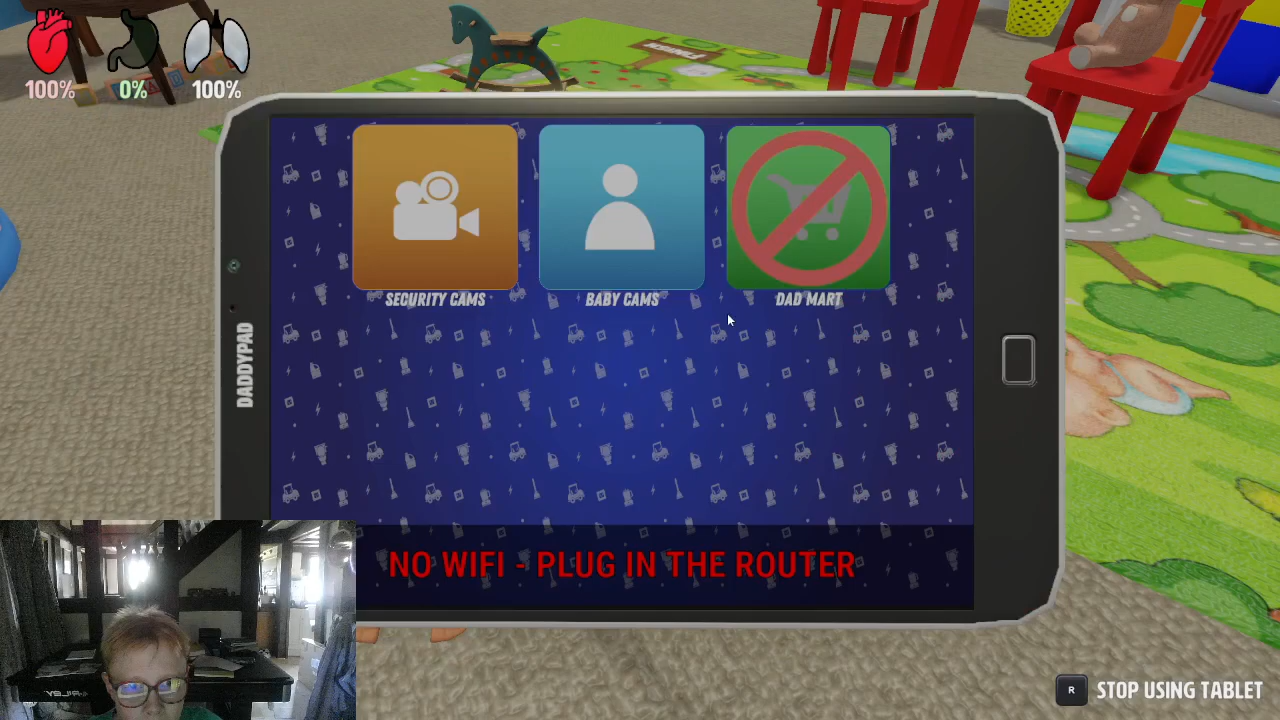 100% 0% 100%
SECURITY CAMS BABY CAMS DAD MART
DADDYPAD
NO WIFI - PLUG IN THE ROUTER
R STOP USING TABLET